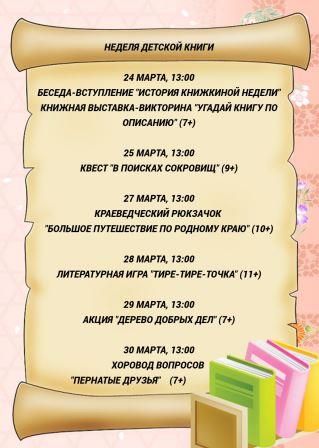 НЕДЕЛЯ ДЕТСКОЙ КНИГИ
24 МАРТА, 13:00
БЕСЕДА-ВСТУПЛЕНИЕ "ИСТОРИЯ КНИЖКИНОЙ НЕДЕЛИ"
КНИЖНАЯ ВЫСТАВКА-ВИКТОРИНА "УГАДАЙ КНИГУ ПО
ОПИСАНИЮ" (7+)
25 МАРТА, 13:00
КВЕСТ "В ПОИСКАХ СОКРОВИЩ" (9+)
27 МАРТА, 13:00
КРАЕВЕДЧЕСКИЙ РЮКЗАЧОК
"БОЛЬШОЕ ПУТЕШЕСТВИЕ ПО РОДНОМУ КРАЮ" (10+)
28 МАРТА, 13:00
ЛИТЕРАТУРНАЯ ИГРА "ТИРЕ-ТИРЕ-ТОЧКА" (11+)
29 МАРТА, 13:00
АКЦИЯ "ДЕРЕВО ДОБРЫХ ДЕЛ" (7+)
30 МАРТА, 13:00
ХОРОВОД ВОПРОСОВ
"ПЕРНАТЫЕ ДРУЗЬЯ" (7+)